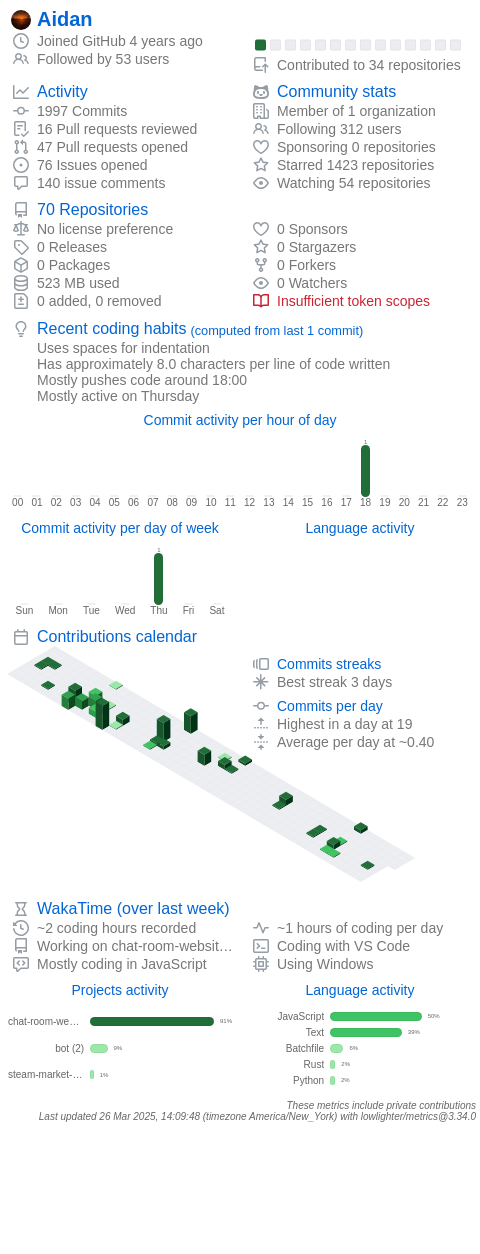 Aidan
Joined GitHub 4 years ago
Followed by 53 users
Contributed to 34 repositories
Activity
1997 Commits
16 Pull requests reviewed
47 Pull requests opened
76 Issues opened
140 issue comments
Community stats
Member of 1 organization
Following 312 users
Sponsoring 0 repositories
Starred 1423 repositories
Watching 54 repositories
70 Repositories
No license preference
0 Releases
0 Packages
523 MB used
0 added, 0 removed
0 Sponsors
0 Stargazers
0 Forkers
0 Watchers
Insufficient token scopes
Recent coding habits (computed from last 1 commit)
Uses spaces for indentation
Has approximately 8.0 characters per line of code written
Mostly pushes code around 18:00
Mostly active on Thursday
Commit activity per hour of day
1
00 01 02 03 04 05 06 07 08 09 10 11 12 13 14 15 16 17 18 19 20 21 22 23
Commit activity per day of week
1
Sun Mon Tue Wed Thu Fri Sat
Language activity
Contributions calendar
Commits streaks
Best streak 3 days
Commits per day
Highest in a day at 19
Average per day at ~0.40
WakaTime (over last week)
~2 coding hours recorded
Working on chat-room-websit…
Mostly coding in JavaScript
~1 hours of coding per day
Coding with VS Code
Using Windows
Projects activity
chat-room-we… 91%
bot (2) 9%
steam-market-… 1%
Language activity
JavaScript 50%
Text 39%
Batchfile 6%
Rust 2%
Python 2%
These metrics include private contributions
Last updated 26 Mar 2025, 14:09:48 (timezone America/New_York) with lowlighter/metrics@3.34.0